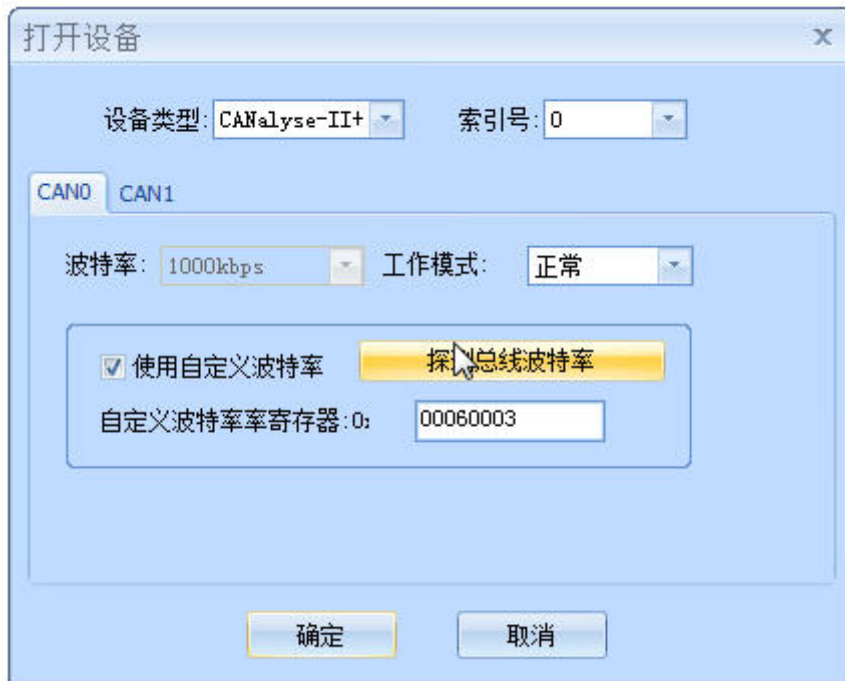 打开设备
设备类型: CANalyse-II+ 索引号: 0
CAN0 CAN1
波特率: 1000kbps 工作模式: 正常
使用自定义波特率 探测总线波特率
自定义波特率率寄存器:0x 00060003
确定 取消